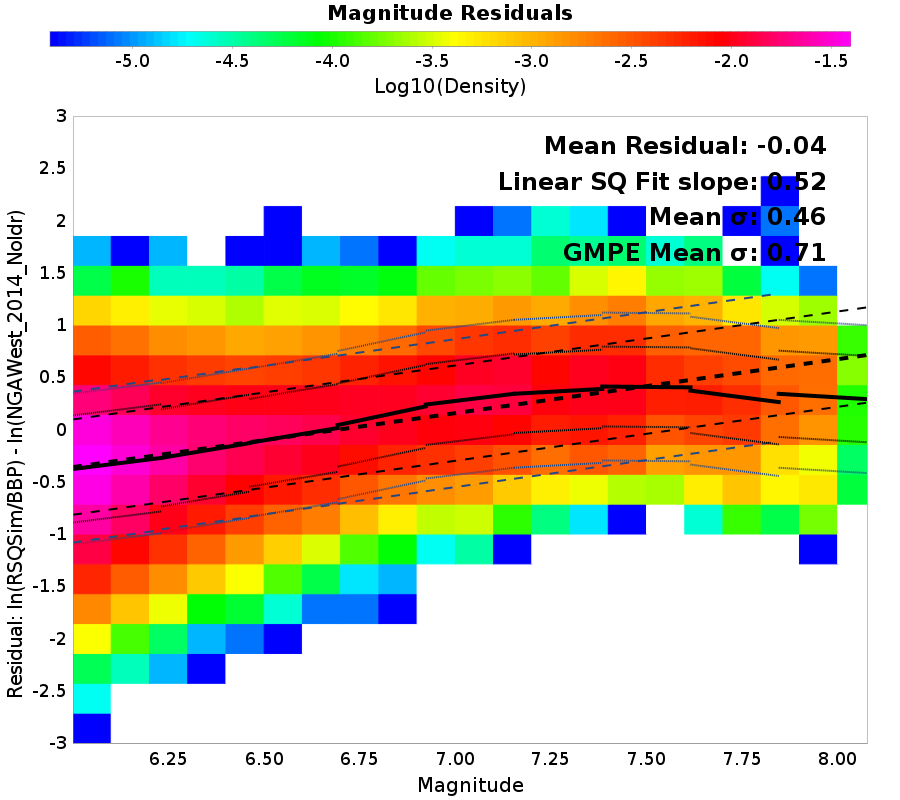 Magnitude Residuals
-5.0 -4.5 -4.0 -3.5 -3.0 -2.5 -2.0 -1.5
Log10(Density)
Mean Residual: -0.04
Linear SQ Fit slope: 0.52
Mean σ: 0.46
GMPE Mean σ: 0.71
Residual: ln(RSQSim/BBP) - ln(NGAWest_2014_NoIdr)
3
2.5
2
1.5
1
0.5
0
-0.5
-1
-1.5
-2
-2.5
-3
6.25 6.50 6.75 7.00 7.25 7.50 7.75 8.00
Magnitude